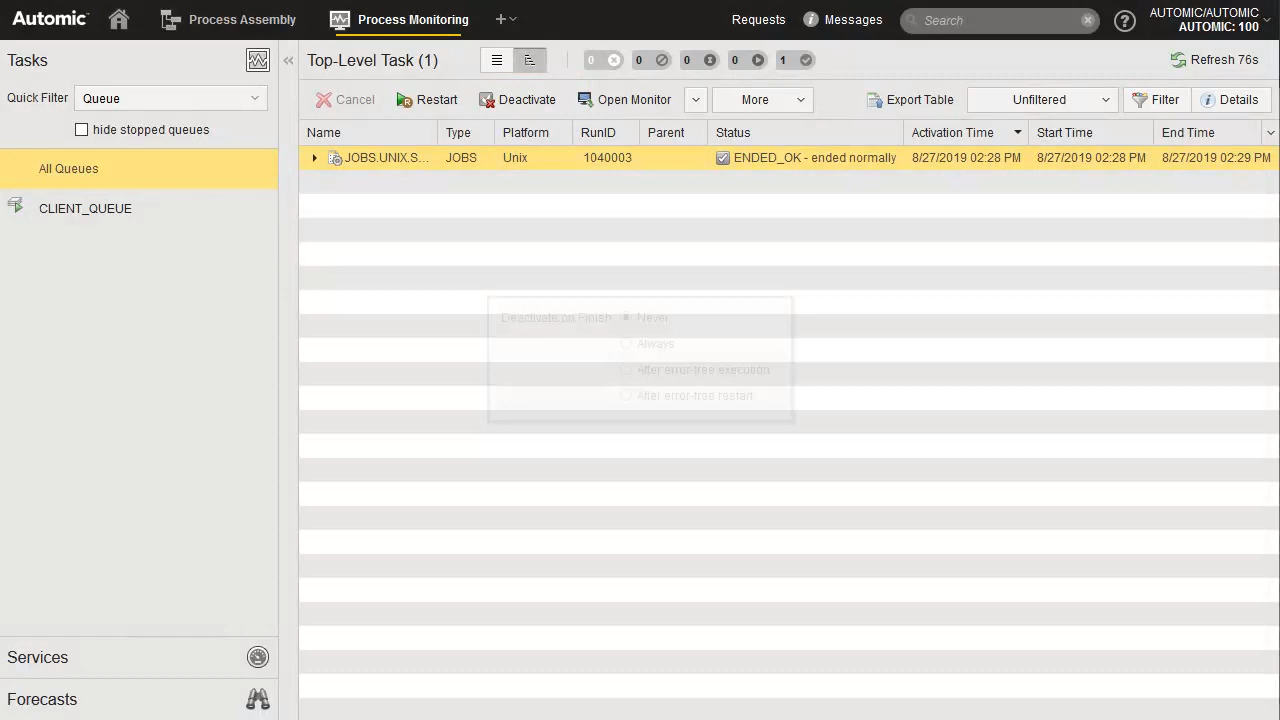 Automic
Process Assembly
Process Monitoring
Requests
Messages
Search
AUTOMIC/AUTOMIC
AUTOMIC: 100
Tasks
Top-Level Task (1)
0
0
0
0
1
Refresh 76s
Quick Filter
Queue
hide stopped queues
Cancel
Restart
Deactivate
Open Monitor
More
Export Table
Unfiltered
Filter
Details
Name Type Platform RunID Parent Status Activation Time Start Time End Time
JOBS.UNIX.S... JOBS Unix 1040003 ENDED_OK - ended normally 8/27/2019 02:28 PM 8/27/2019 02:28 PM 8/27/2019 02:29 PM
All Queues
CLIENT_QUEUE
Deactivate on Finish Never
Always
After error-free execution
After error-free restart
Services
Forecasts